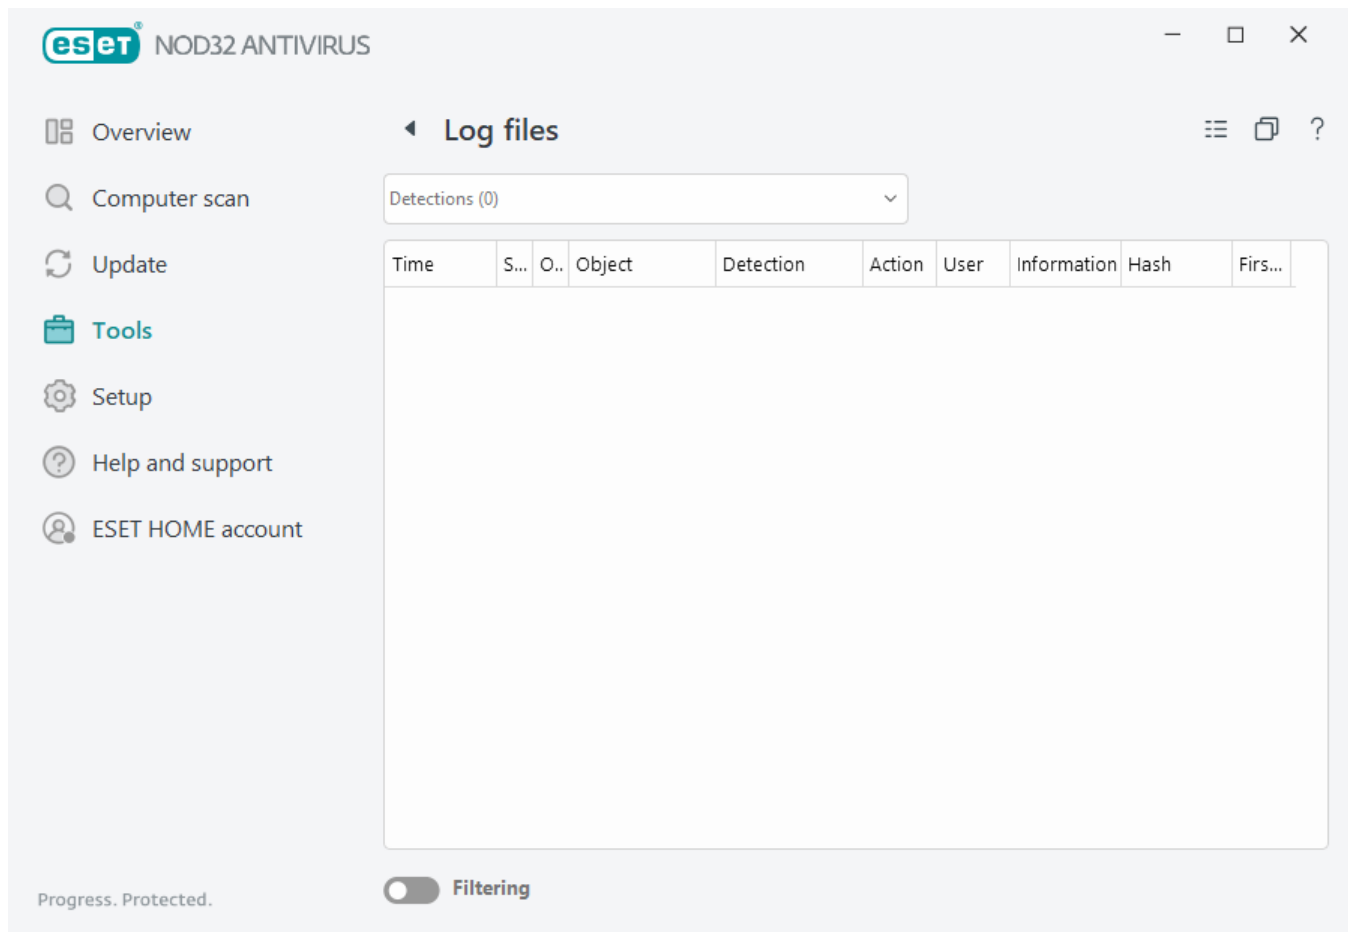 eset® NOD32 ANTIVIRUS
Overview
Computer scan
Update
Tools
Setup
Help and support
ESET HOME account
Progress. Protected.
Log files
?
Detections (0)
Time S... O.. Object Detection Action User Information Hash Firs...
Filtering